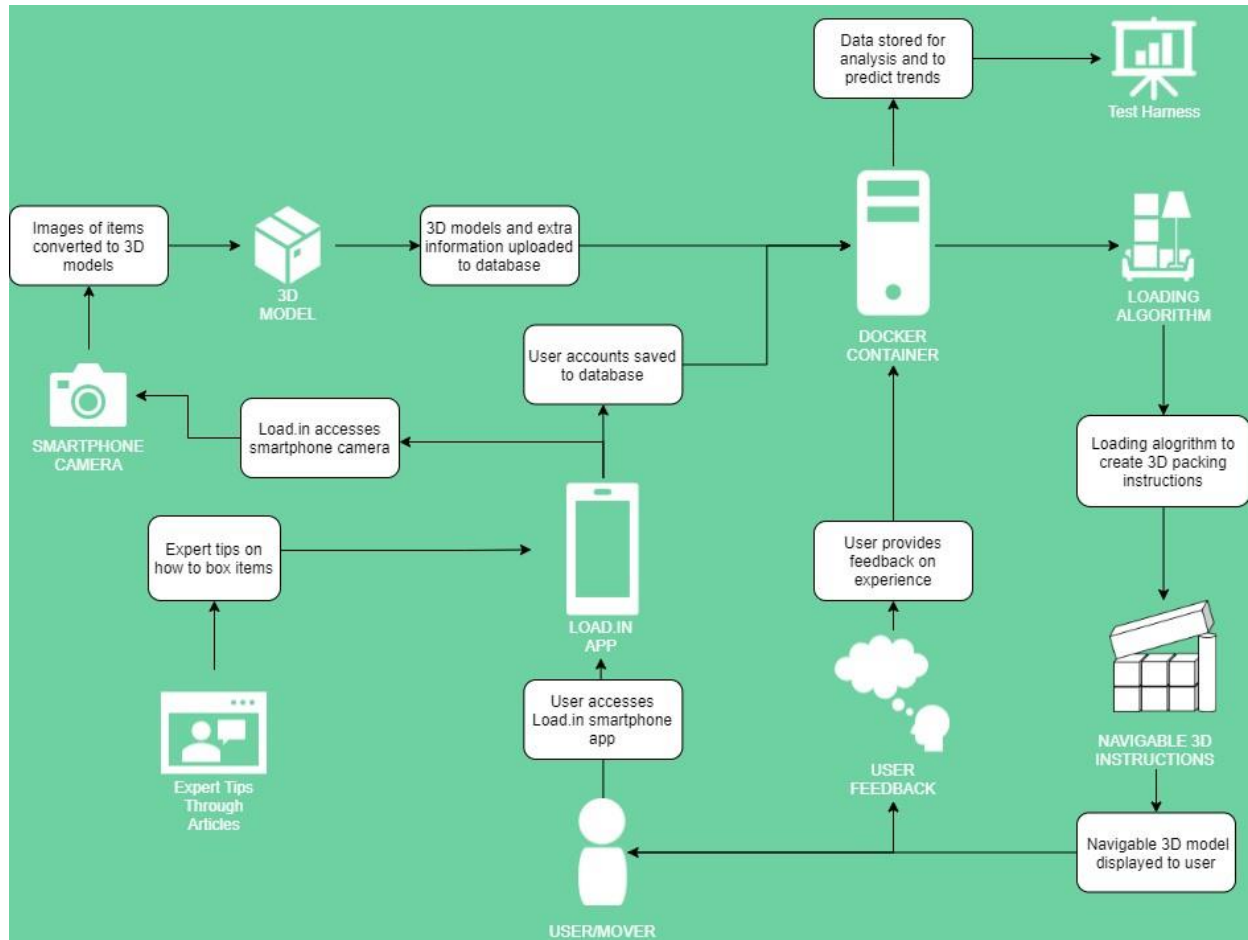 Data stored for
analysis and to
predict trends
Test Harness
Images of items
converted to 3D
models
3D
MODEL
3D models and extra
information uploaded
to database
DOCKER
CONTAINER
LOADING
ALGORITHM
User accounts saved
to database
SMARTPHONE
CAMERA
Load.in accesses
smartphone camera
Loading alogrithm to
create 3D packing
instructions
Expert tips on
how to box items
LOAD.IN
APP
User provides
feedback on
experience
Expert Tips
Through
Articles
User accesses
Load.in smartphone
app
USER
FEEDBACK
NAVIGABLE 3D
INSTRUCTIONS
Navigable 3D model
displayed to user
USER/MOVER